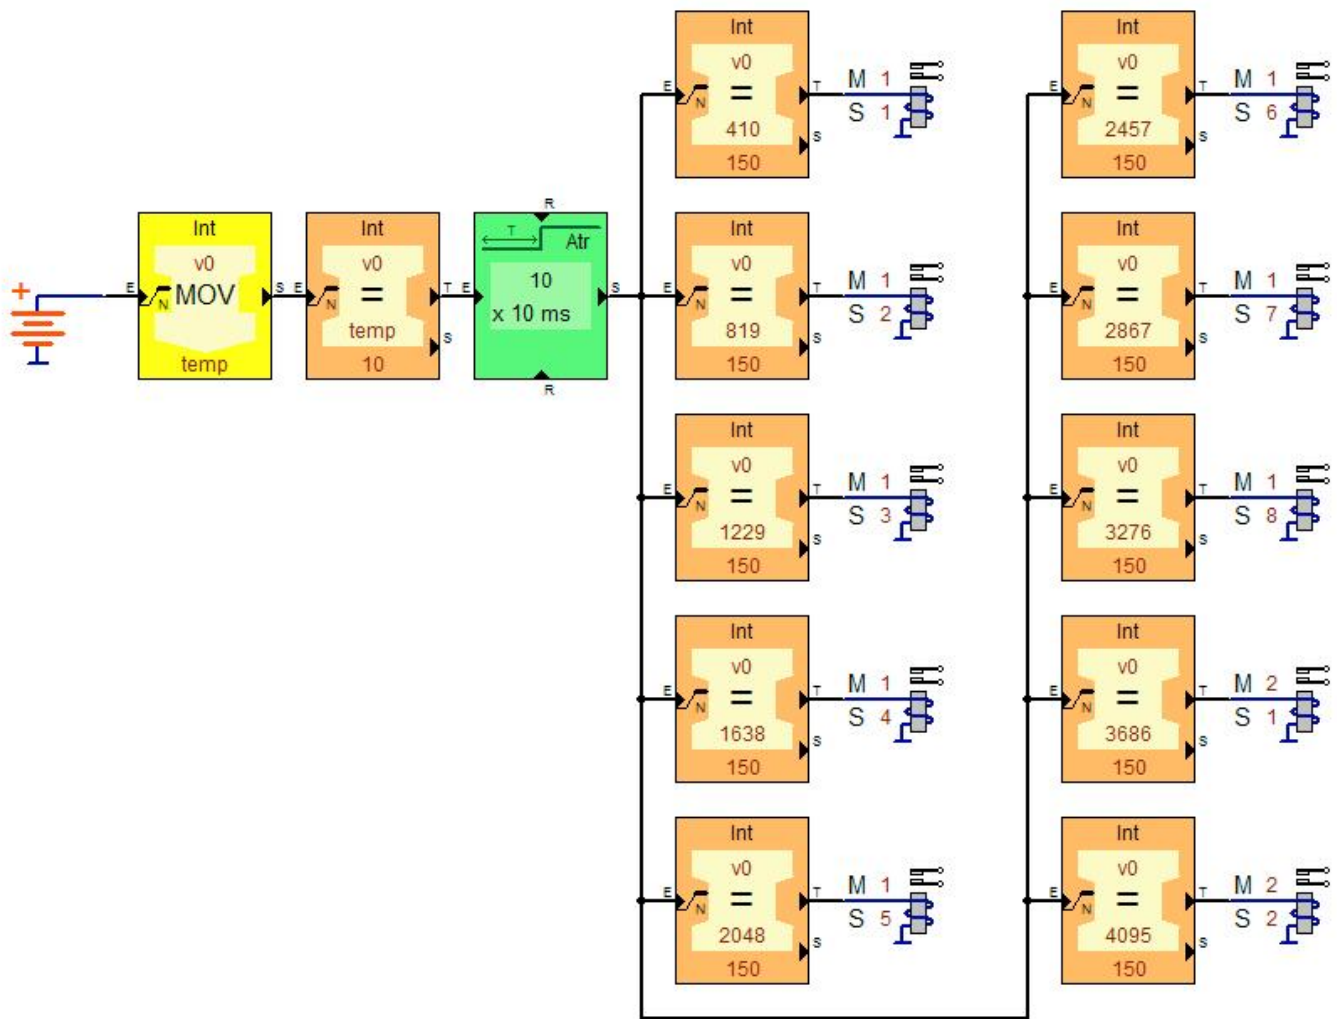 Int
v0
=
410
150
E
N
T
S
M 1
S 1
Int
v0
=
2457
150
E
N
T
S
M 1
S 6
+
Int
v0
MOV
temp
E
N
S
Int
v0
=
temp
10
E
N
T
S
R
T
Atr
10
x 10 ms
E
S
R
Int
v0
=
819
150
E
N
T
S
M 1
S 2
Int
v0
=
2867
150
E
N
T
S
M 1
S 7
Int
v0
=
1229
150
E
N
T
S
M 1
S 3
Int
v0
=
3276
150
E
N
T
S
M 1
S 8
Int
v0
=
1638
150
E
N
T
S
M 1
S 4
Int
v0
=
3686
150
E
N
T
S
M 2
S 1
Int
v0
=
2048
150
E
N
T
S
M 1
S 5
Int
v0
=
4095
150
E
N
T
S
M 2
S 2